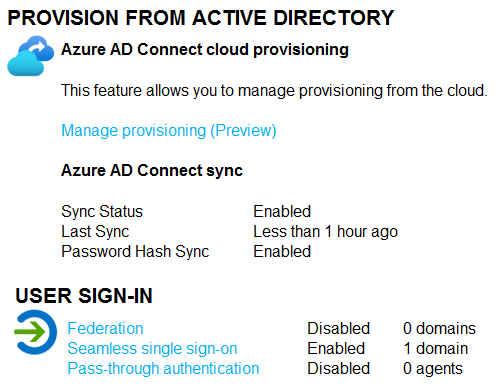 PROVISION FROM ACTIVE DIRECTORY
Azure AD Connect cloud provisioning
This feature allows you to manage provisioning from the cloud.
Manage provisioning (Preview)
Azure AD Connect sync
Sync Status Enabled
Last Sync Less than 1 hour ago
Password Hash Sync Enabled
USER SIGN-IN
Federation Disabled 0 domains
Seamless single sign-on Enabled 1 domain
Pass-through authentication Disabled 0 agents